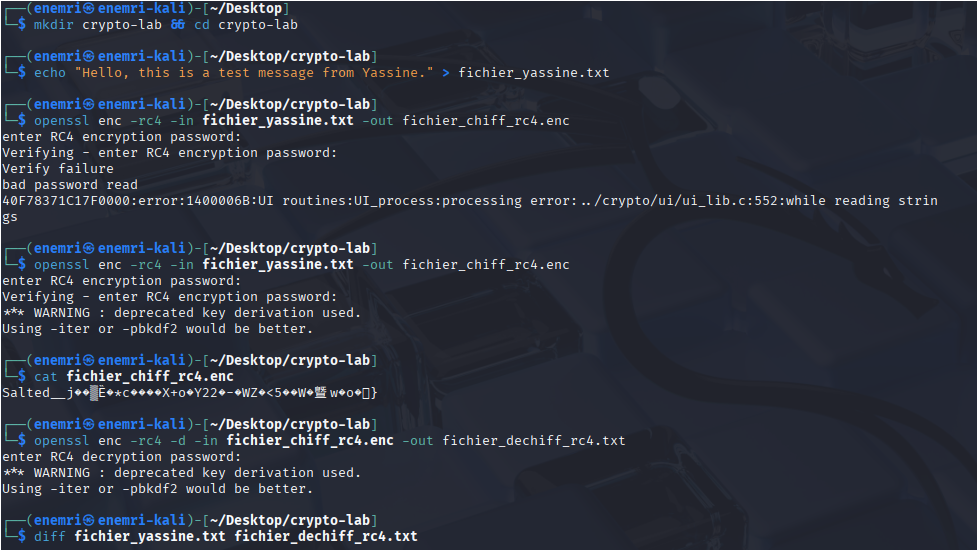 ┌──(enemri㉿enemri-kali)-[~/Desktop]
└─$ mkdir crypto-lab && cd crypto-lab
┌──(enemri㉿enemri-kali)-[~/Desktop/crypto-lab]
└─$ echo "Hello, this is a test message from Yassine." > fichier_yassine.txt
┌──(enemri㉿enemri-kali)-[~/Desktop/crypto-lab]
└─$ openssl enc -rc4 -in fichier_yassine.txt -out fichier_chiff_rc4.enc
enter RC4 encryption password:
Verifying - enter RC4 encryption password:
Verify failure
bad password read
40F78371C17F0000:error:1400006B:UI routines:UI_process:processing error:../crypto/ui/ui_lib.c:552:while reading strin
gs
┌──(enemri㉿enemri-kali)-[~/Desktop/crypto-lab]
└─$ openssl enc -rc4 -in fichier_yassine.txt -out fichier_chiff_rc4.enc
enter RC4 encryption password:
Verifying - enter RC4 encryption password:
*** WARNING : deprecated key derivation used.
Using -iter or -pbkdf2 would be better.
┌──(enemri㉿enemri-kali)-[~/Desktop/crypto-lab]
└─$ cat fichier_chiff_rc4.enc
Salted__j��▒Ë�*c����X+o�Y22�-�WZ�<5��W� w�o�}
┌──(enemri㉿enemri-kali)-[~/Desktop/crypto-lab]
└─$ openssl enc -rc4 -d -in fichier_chiff_rc4.enc -out fichier_dechiff_rc4.txt
enter RC4 decryption password:
*** WARNING : deprecated key derivation used.
Using -iter or -pbkdf2 would be better.
┌──(enemri㉿enemri-kali)-[~/Desktop/crypto-lab]
└─$ diff fichier_yassine.txt fichier_dechiff_rc4.txt